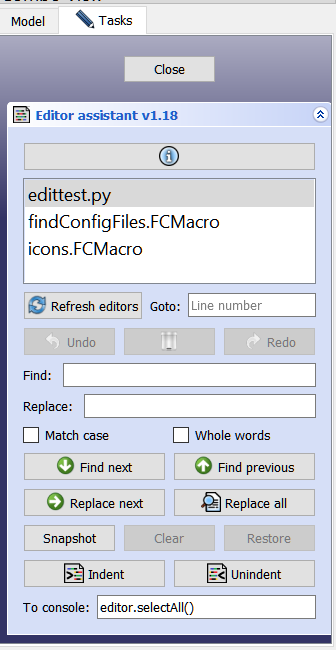 Model Tasks
Close
Editor assistant v1.18
edittest.py
findConfigFiles.FCMacro
icons.FCMacro
Refresh editors Goto: Line number
Undo Redo
Find:
Replace:
Match case Whole words
Find next Find previous
Replace next Replace all
Snapshot Clear Restore
Indent Unindent
To console: editor.selectAll()